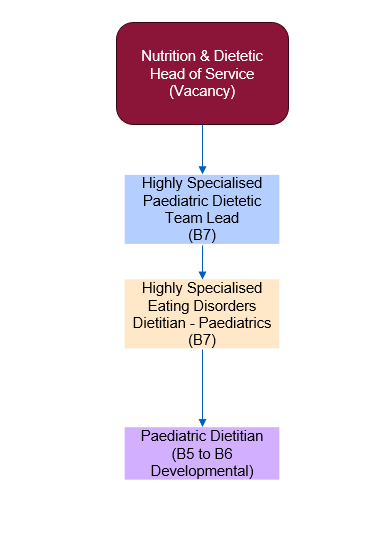 Nutrition & Dietetic
Head of Service
(Vacancy)
Highly Specialised
Paediatric Dietetic
Team Lead
(B7)
Highly Specialised
Eating Disorders
Dietitian - Paediatrics
(B7)
Paediatric Dietitian
(B5 to B6
Developmental)